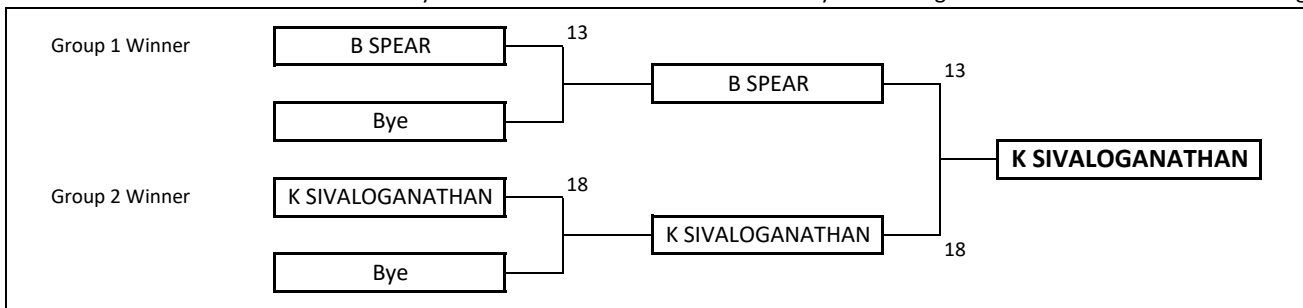 Group 1 Winner
B SPEAR
13
Bye
B SPEAR
13
K SIVALOGANATHAN
Group 2 Winner
K SIVALOGANATHAN
18
Bye
K SIVALOGANATHAN
18